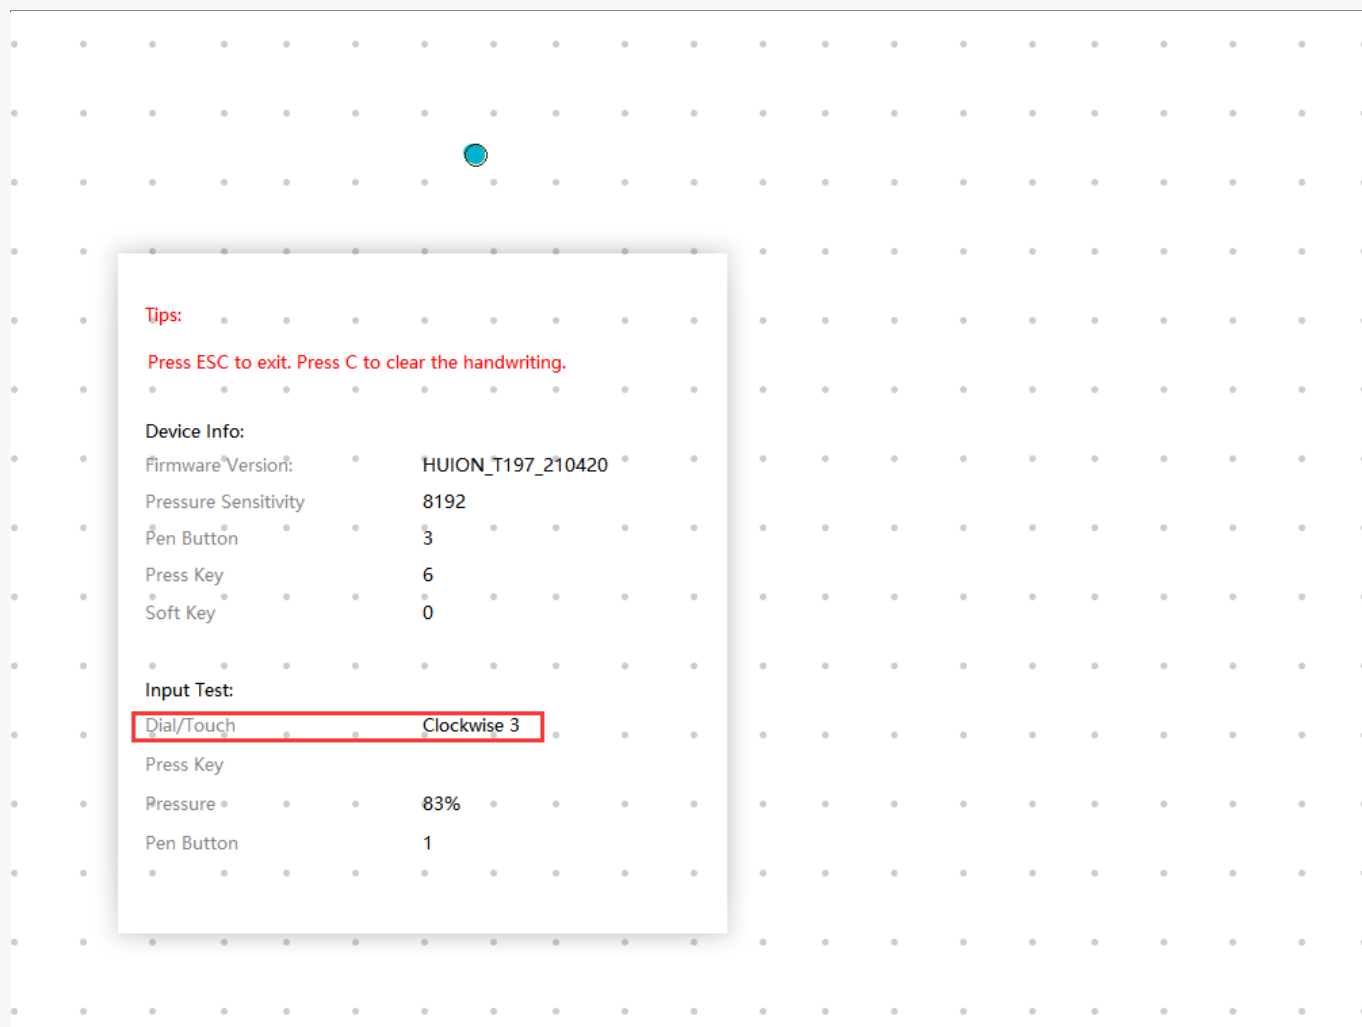 Tips:
Press ESC to exit. Press C to clear the handwriting.
Device Info:
Firmware Version: HUION_T197_210420
Pressure Sensitivity 8192
Pen Button 3
Press Key 6
Soft Key 0
Input Test:
Dial/Touch Clockwise 3
Press Key
Pressure 83%
Pen Button 1